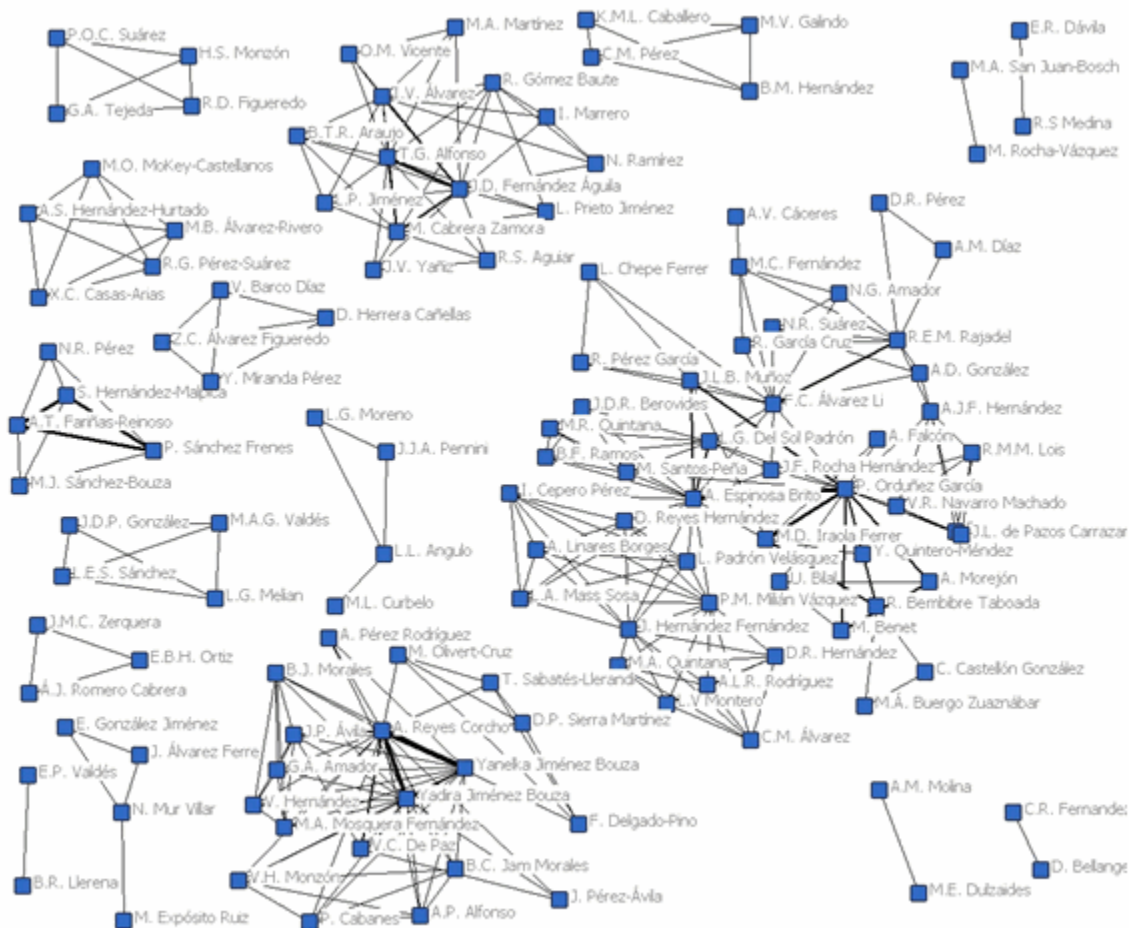 P.O.C. Suárez
H.S. Monzón
G.A. Tejeda
R.D. Figueredo
M.A. Martínez
O.M. Vicente
J.V. Álvarez
R. Gómez Baute
I. Marrero
B.T.R. Araujo
T.G. Alfonso
N. Ramírez
J.D. Fernández Águila
L.P. Jiménez
L. Prieto Jiménez
M. Cabrera Zamora
J.V. Yañiz
R.S. Aguiar
K.M.L. Caballero
M.V. Galindo
C.M. Pérez
B.M. Hernández
E.R. Dávila
M.A. San Juan-Bosch
R.S Medina
M. Rocha-Vázquez
M.O. MoKey-Castellanos
A.S. Hernández-Hurtado
M.B. Álvarez-Rivero
R.G. Pérez-Suárez
X.C. Casas-Arias
V. Barco Díaz
D. Herrera Cañellas
Z.C. Álvarez Figueredo
Y. Miranda Pérez
N.R. Pérez
S. Hernández-Malpica
A.T. Fariñas-Reinoso
P. Sánchez Frenes
M.J. Sánchez-Bouza
L.G. Moreno
J.J.A. Pennini
L.L. Angulo
M.L. Curbelo
J.D.P. González
M.A.G. Valdés
L.E.S. Sánchez
L.G. Melian
J.M.C. Zerquera
E.B.H. Ortiz
A.J. Romero Cabrera
E. González Jiménez
J. Álvarez Ferre
E.P. Valdés
N. Mur Villar
B.R. Llerena
M. Expósito Ruiz
A.V. Cáceres
D.R. Pérez
A.M. Díaz
L. Chepe Ferrer
M.C. Fernández
N.G. Amador
N.R. Suárez
R. García Cruz
R.E.M. Rajadel
R. Pérez García
J.L.B. Muñoz
A.D. González
J.D.R. Berovides
F.C. Álvarez Li
A.J.F. Hernández
M.R. Quintana
L.G. Del Sol Padrón
A. Falcón
R.M.M. Lois
B.F. Ramos
M. Santos-Peña
J.F. Rocha Hernández
I. Cepero Pérez
A. Espinosa Brito
P. Orduñez García
V.R. Navarro Machado
D. Reyes Hernández
M.D. Iraola Ferrer
J.L. de Pazos Carrazar
A. Linares Borges
L. Padrón Velásquez
Y. Quintero-Méndez
U. Bilal
A. Morejón
L.A. Mass Sosa
P.M. Milán Vázquez
R. Bembibre Taboada
J. Hernández Fernández
M. Benet
M.A. Quintana
D.R. Hernández
C. Castellón González
A.L.R. Rodríguez
L.V Montero
M.Á. Buergo Zuaznábar
C.M. Álvarez
A. Pérez Rodríguez
M. Olivert-Cruz
B.J. Morales
T. Sabatés-Llerandi
J.P. Ávila
A. Reyes Corcho
D.P. Sierra Martínez
G.A. Amador
Yanelka Jiménez Bouza
V. Hernández
Yadira Jiménez Bouza
M.A. Mosquera Fernández
F. Delgado-Pino
V.C. De Paz
V.H. Monzón
B.C. Jam Morales
J. Pérez-Ávila
P. Cabanes
A.P. Alfonso
A.M. Molina
C.R. Fernandez
M.E. Dulzaides
D. Bellange